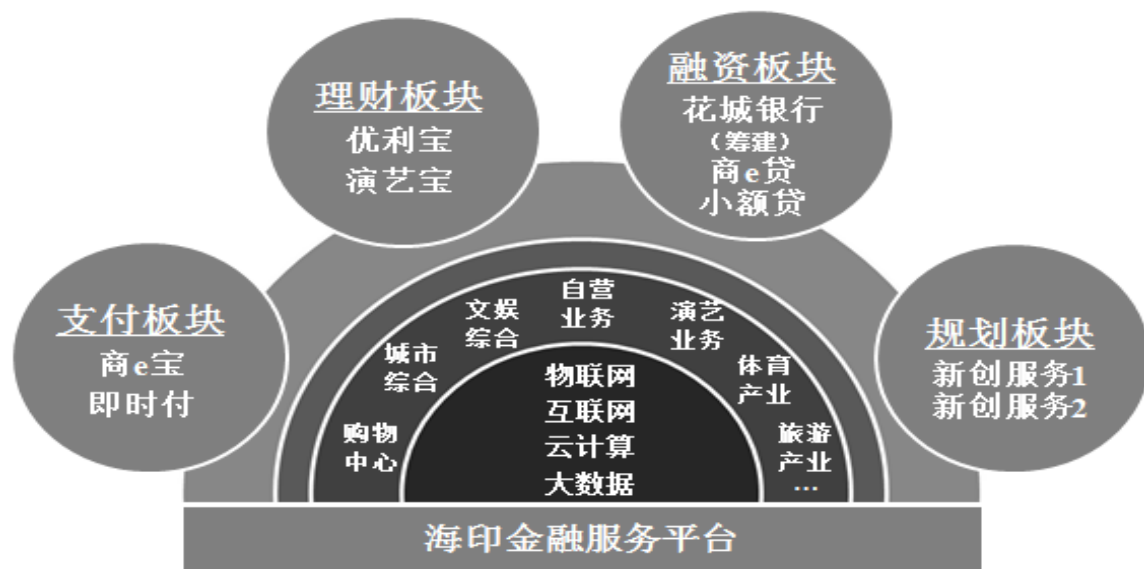 理财板块
优利宝
演艺宝
融资板块
花城银行
（筹建）
商e贷
小额贷
支付板块
商e宝
即时付
规划板块
新创服务1
新创服务2
购物
中心
城市
综合
文娱
综合
自营
业务
演艺
业务
体育
产业
旅游
产业
…
物联网
互联网
云计算
大数据
海印金融服务平台